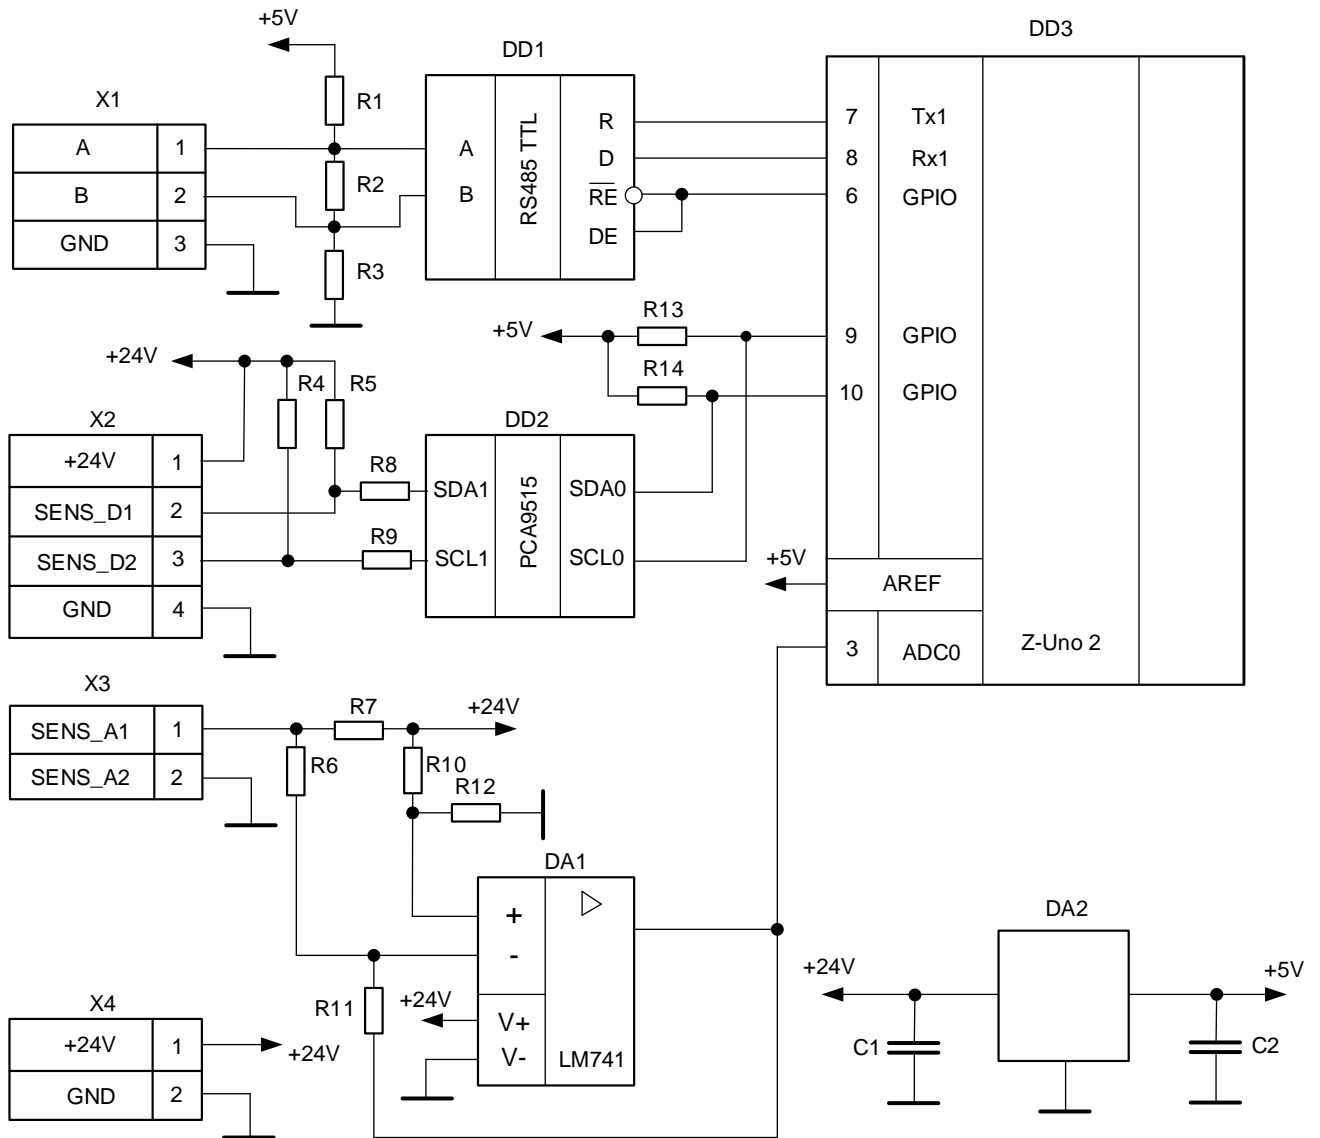 +5V
DD1
DD3
X1
R1
A 1
B 2
GND 3
R2
R3
A
B
RS485 TTL
R
D
RE
DE
7 Tx1
8 Rx1
6 GPIO
9 GPIO
10 GPIO
AREF
3 ADC0
Z-Uno 2
+5V
R13
R14
+5V
+24V
R4
R5
X2
+24V 1
SENS_D1 2
SENS_D2 3
GND 4
R8
R9
DD2
SDA1
SCL1
PCA9515
SDA0
SCL0
X3
SENS_A1 1
SENS_A2 2
R7
+24V
R6
R10
R12
DA1
+
-
V+
V-
LM741
+24V
R11
X4
+24V 1
GND 2
+24V
DA2
+24V
+5V
C1
C2